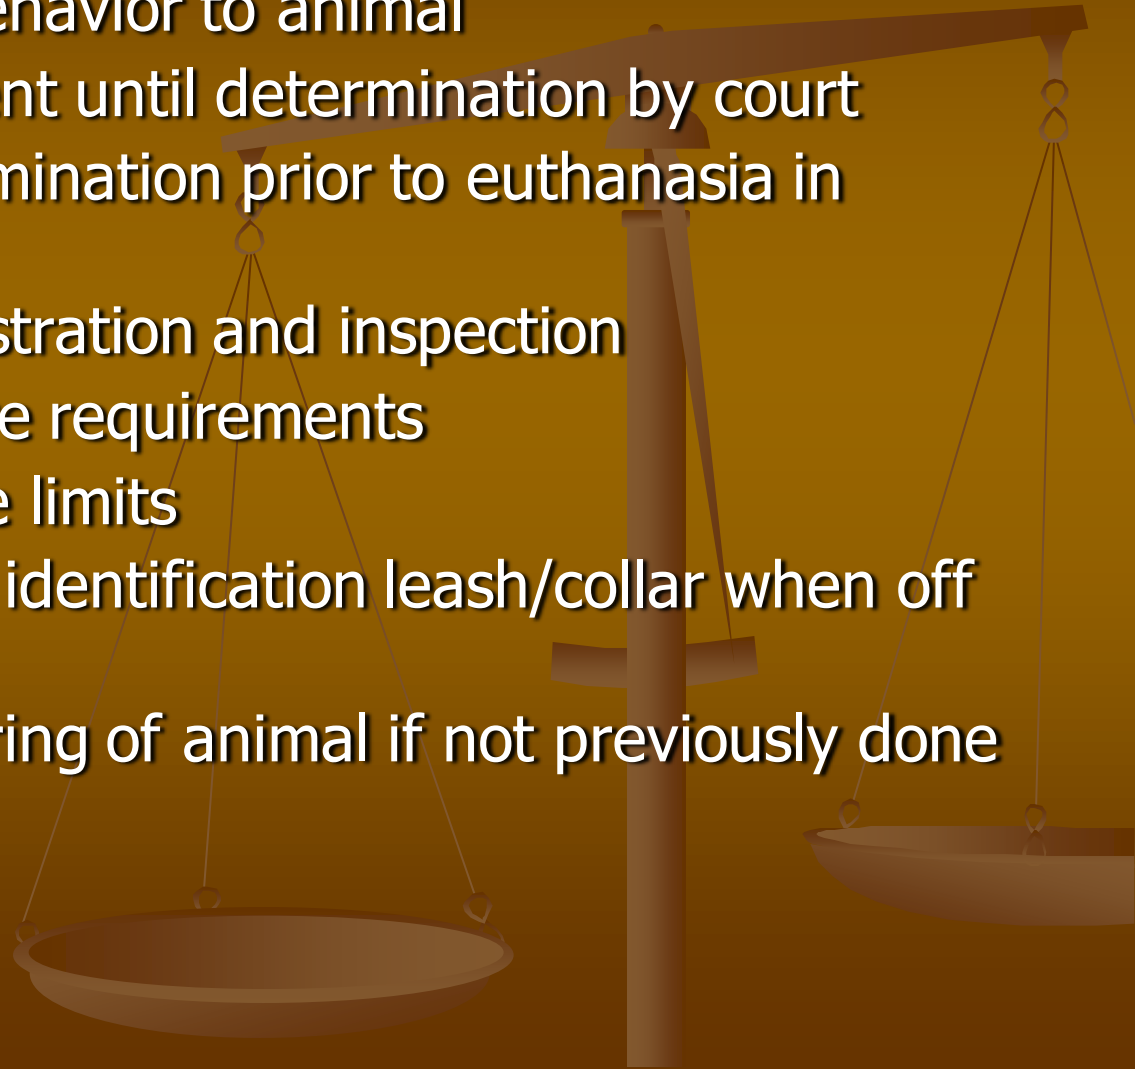 ehavior to animal
nt until determination by court
mination prior to euthanasia in
stration and inspection
e requirements
e limits
identification leash/collar when off
ring of animal if not previously done